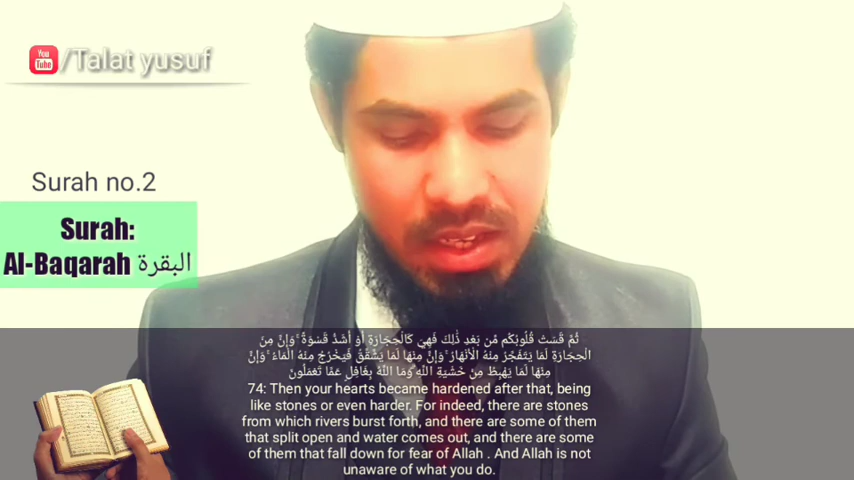 You Tube /Talat yusuf
Surah no.2
Surah:
Al-Baqarah البقرة
ثُمَّ قَسَتْ قُلُوبُكُم مِّن بَعْدِ ذَٰلِكَ فَهِيَ كَالْحِجَارَةِ أَوْ أَشَدُّ قَسْوَةً ۚ وَإِنَّ مِنَ
الْحِجَارَةِ لَمَا يَتَفَجَّرُ مِنْهُ الْأَنْهَارُ ۚ وَإِنَّ مِنْهَا لَمَا يَشَّقَّقُ فَيَخْرُجُ مِنْهُ الْمَاءُ ۚ وَإِنَّ
مِنْهَا لَمَا يَهْبِطُ مِنْ خَشْيَةِ اللَّهِ ۗ وَمَا اللَّهُ بِغَافِلٍ عَمَّا تَعْمَلُونَ
74: Then your hearts became hardened after that, being
like stones or even harder. For indeed, there are stones
from which rivers burst forth, and there are some of them
that split open and water comes out, and there are some
of them that fall down for fear of Allah . And Allah is not
unaware of what you do.